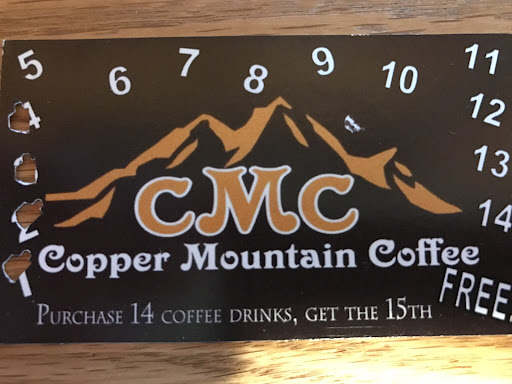 5 6 7 8 9 10 11
4 12
13
2 14
1
CMC
Copper Mountain Coffee
FREE
PURCHASE 14 COFFEE DRINKS, GET THE 15TH